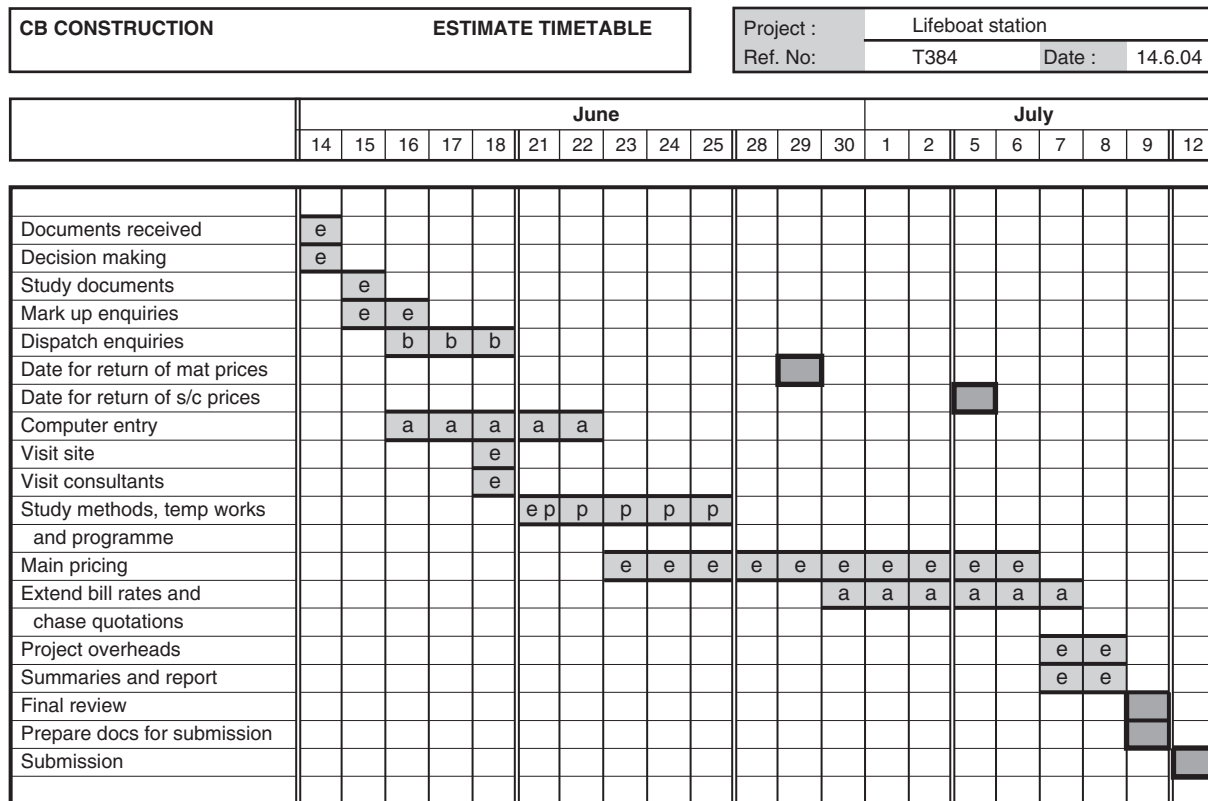 CB CONSTRUCTION ESTIMATE TIMETABLE
Project : Lifeboat station
Ref. No: T384 Date : 14.6.04
June July
14 15 16 17 18 21 22 23 24 25 28 29 30 1 2 5 6 7 8 9 12
Documents received e
Decision making e
Study documents e
Mark up enquiries e e
Dispatch enquiries b b b
Date for return of mat prices
Date for return of s/c prices
Computer entry a a a a a
Visit site e
Visit consultants e
Study methods, temp works e p p p p p
and programme
Main pricing e e e e e e e e e e
Extend bill rates and a a a a a a
chase quotations
Project overheads e e
Summaries and report e e
Final review
Prepare docs for submission
Submission